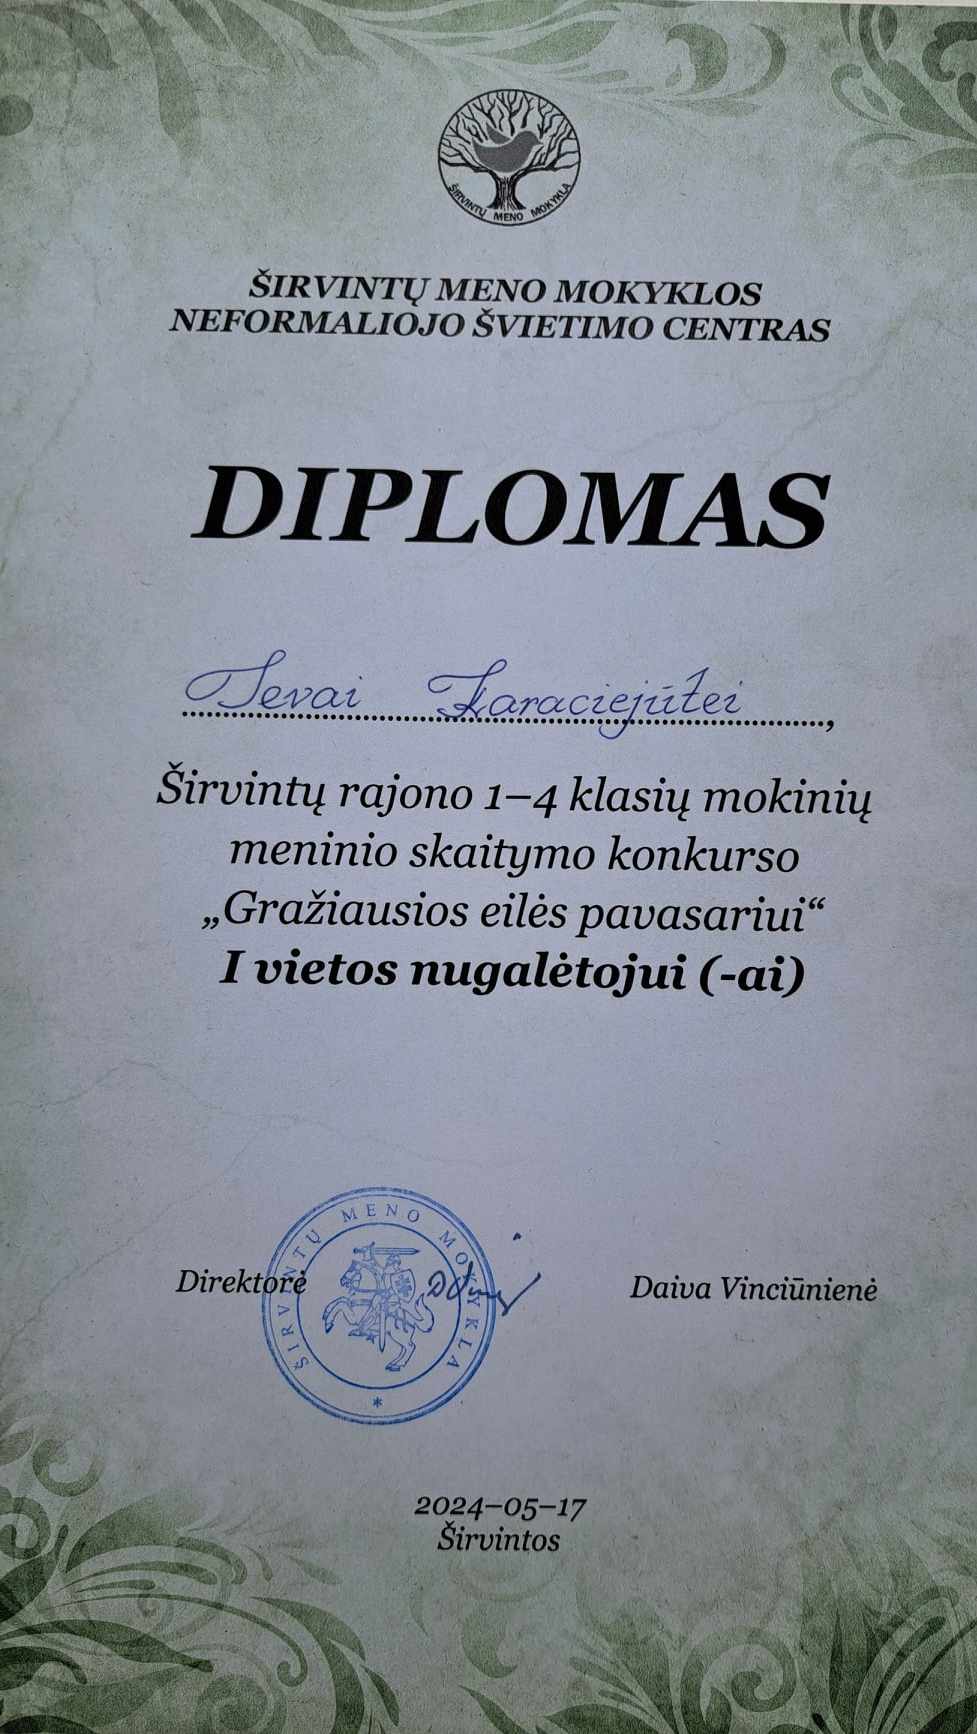 ŠIRVINTŲ MENO MOKYKLA
ŠIRVINTŲ MENO MOKYKLOS
NEFORMALIOJO ŠVIETIMO CENTRAS
DIPLOMAS
Ievai Karaciejūtei,
Širvintų rajono 1–4 klasių mokinių
meninio skaitymo konkurso
„Gražiausios eilės pavasariui“
I vietos nugalėtojui (-ai)
ŠIRVINTŲ MENO MOKYKLA *
Direktorė Daiva Vinciūnienė
2024–05–17
Širvintos